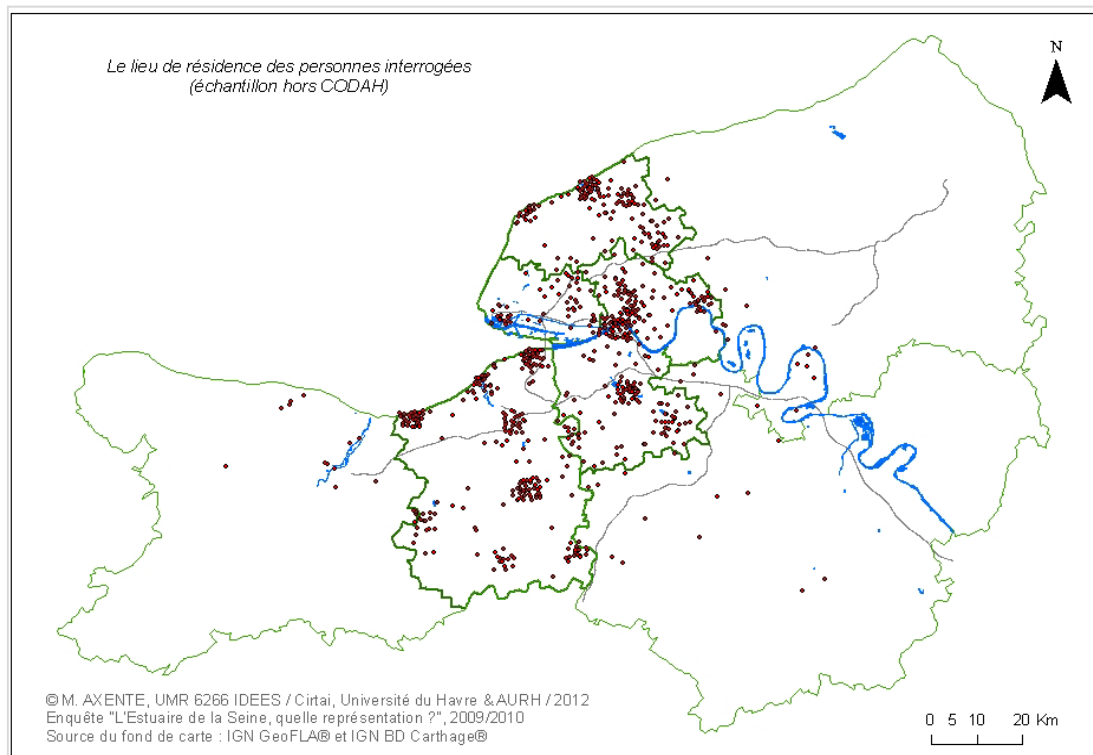 Le lieu de résidence des personnes interrogées
(échantillon hors CODAH)
N
© M. AXENTE, UMR 6266 IDEES / Cirtai, Université du Havre & AURH / 2012
Enquête "L'Estuaire de la Seine, quelle représentation ?", 2009/2010
Source du fond de carte : IGN GeoFLA® et IGN BD Carthage®
0 5 10 20 Km